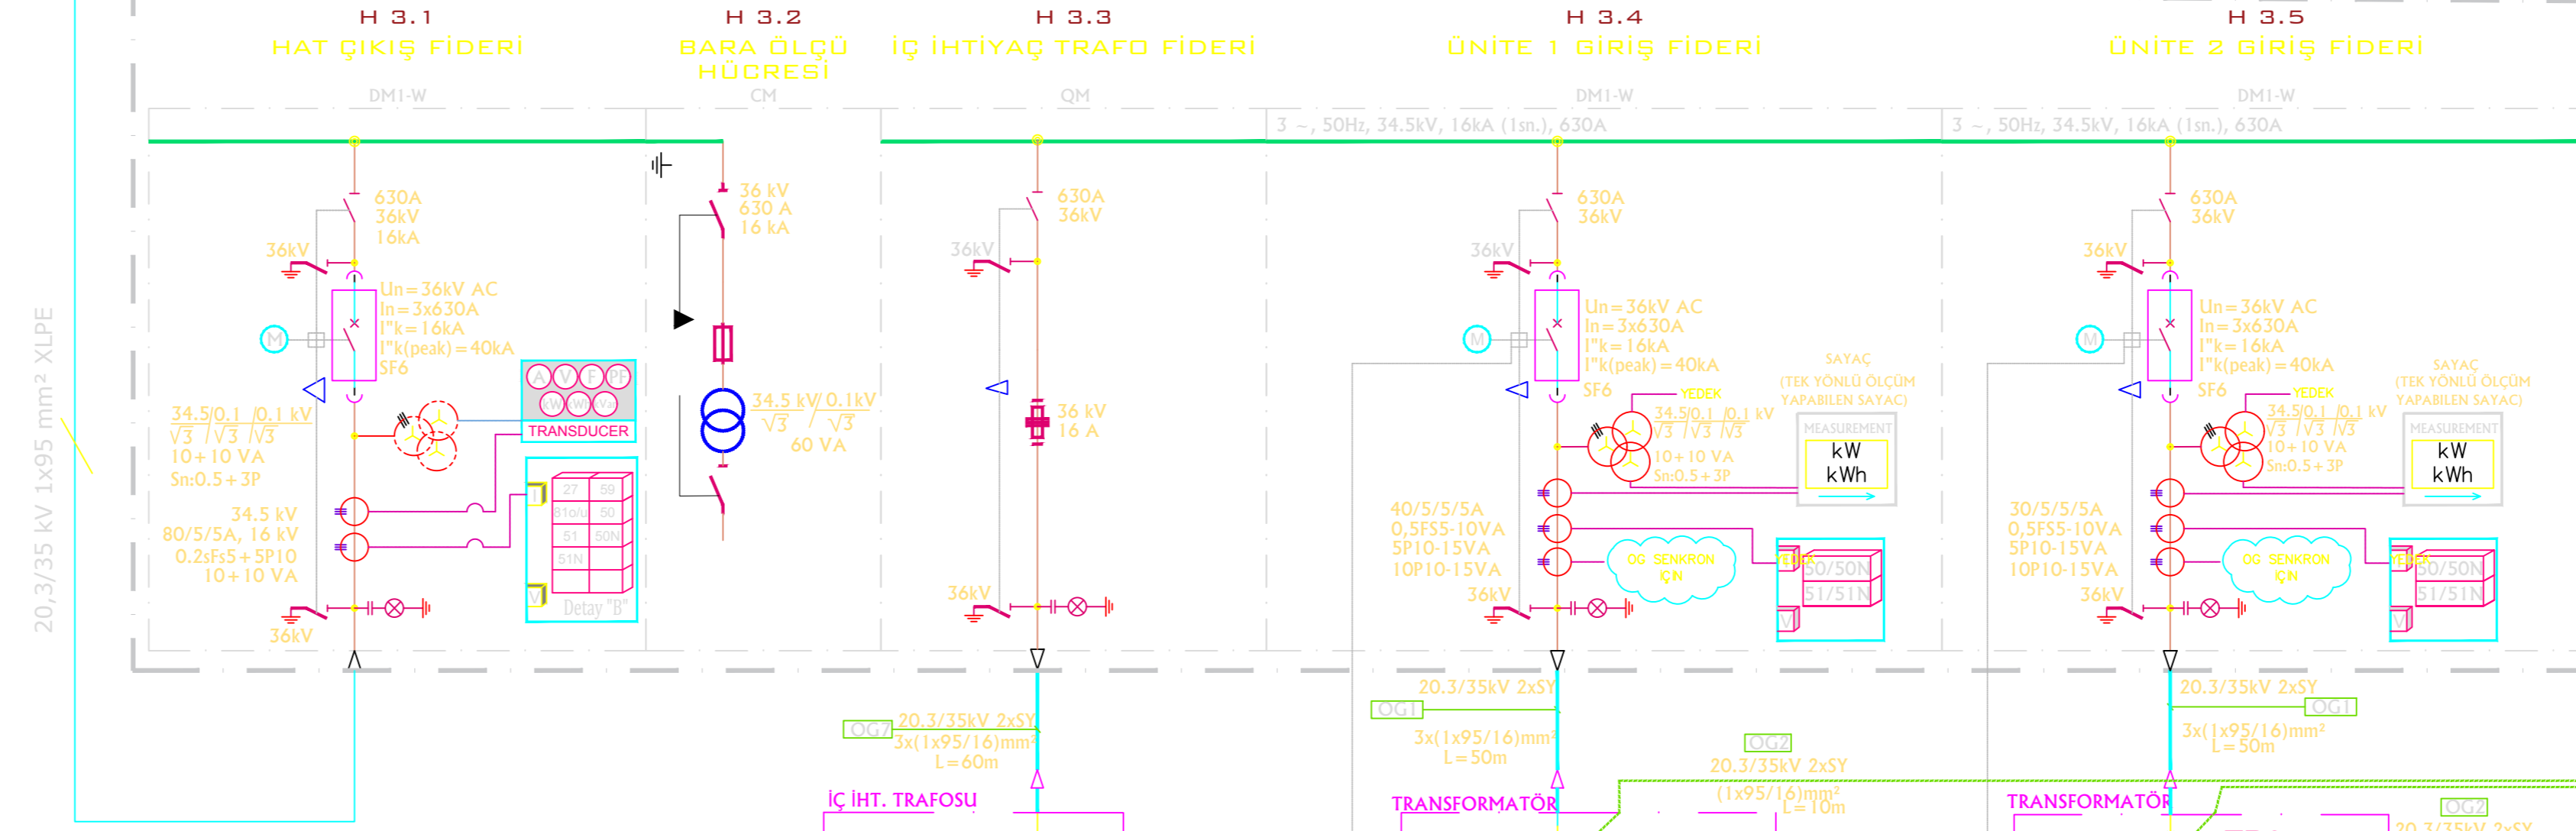 H 3.1
HAT ÇIKIŞ FİDERİ
DM1-W
630A
36kV
16kA
36kV
Un=36kV AC
In=3x630A
I"k=16kA
I"k(peak)=40kA
SF6
M
34.5/0.1 /0.1 kV
√3 /√3 /√3
10+10 VA
Sn:0.5+3P
A V F PF
kW
TRANSDUCER
34.5 kV
80/5/5A, 16 kV
0.2sFs5+5P10
10+10 VA
I
27 59
81o/u 50
51 50N
51N
V
Detay "B"
36kV
20,3/35 kV 1x95 mm² XLPE
H 3.2
BARA ÖLÇÜ
HÜCRESİ
CM
36 kV
630 A
16 kA
34.5 kV/0.1kV
√3 / √3
60 VA
H 3.3
İÇ İHTİYAÇ TRAFO FİDERİ
QM
630A
36kV
36kV
36 kV
16 A
36kV
OG7
20.3/35kV 2xSY
3x(1x95/16)mm²
L=60m
İÇ İHT. TRAFOSU
H 3.4
ÜNİTE 1 GİRİŞ FİDERİ
DM1-W
3 ~, 50Hz, 34.5kV, 16kA (1sn.), 630A
630A
36kV
36kV
Un=36kV AC
In=3x630A
I"k=16kA
I"k(peak)=40kA
SF6
M
YEDEK
34.5/0.1 /0.1 kV
√3 /√3 /√3
10+10 VA
Sn:0.5+3P
SAYAÇ
(TEK YÖNLÜ ÖLÇÜM
YAPABILEN SAYAC)
MEASUREMENT
kW
kWh
40/5/5/5A
0,5FS5-10VA
5P10-15VA
10P10-15VA
OG SENKRON
İÇIN
YEDEK
50/50N
51/51N
V
36kV
20.3/35kV 2xSY
OG1
3x(1x95/16)mm²
L=50m
OG2
20.3/35kV 2xSY
(1x95/16)mm²
L=10m
TRANSFORMATÖR
H 3.5
ÜNİTE 2 GİRİŞ FİDERİ
DM1-W
3 ~, 50Hz, 34.5kV, 16kA (1sn.), 630A
630A
36kV
36kV
Un=36kV AC
In=3x630A
I"k=16kA
I"k(peak)=40kA
SF6
M
YEDEK
34.5/0.1 /0.1 kV
√3 /√3 /√3
10+10 VA
Sn:0.5+3P
SAYAÇ
(TEK YÖNLÜ ÖLÇÜM
YAPABILEN SAYAC)
MEASUREMENT
kW
kWh
30/5/5/5A
0,5FS5-10VA
5P10-15VA
10P10-15VA
OG SENKRON
İÇIN
YEDEK
50/50N
51/51N
V
36kV
20.3/35kV 2xSY
OG1
3x(1x95/16)mm²
L=50m
TRANSFORMATÖR
OG2
20.3/35kV 2xSY